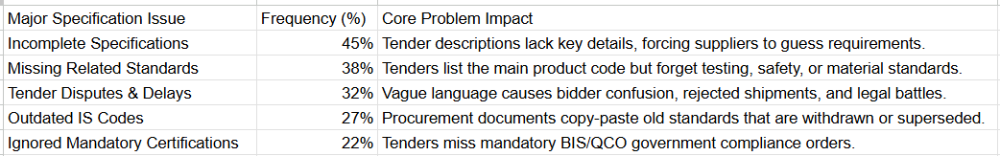 Major Specification Issue Frequency (%) Core Problem Impact
Incomplete Specifications 45% Tender descriptions lack key details, forcing suppliers to guess requirements.
Missing Related Standards 38% Tenders list the main product code but forget testing, safety, or material standards.
Tender Disputes & Delays 32% Vague language causes bidder confusion, rejected shipments, and legal battles.
Outdated IS Codes 27% Procurement documents copy-paste old standards that are withdrawn or superseded.
Ignored Mandatory Certifications 22% Tenders miss mandatory BIS/QCO government compliance orders.